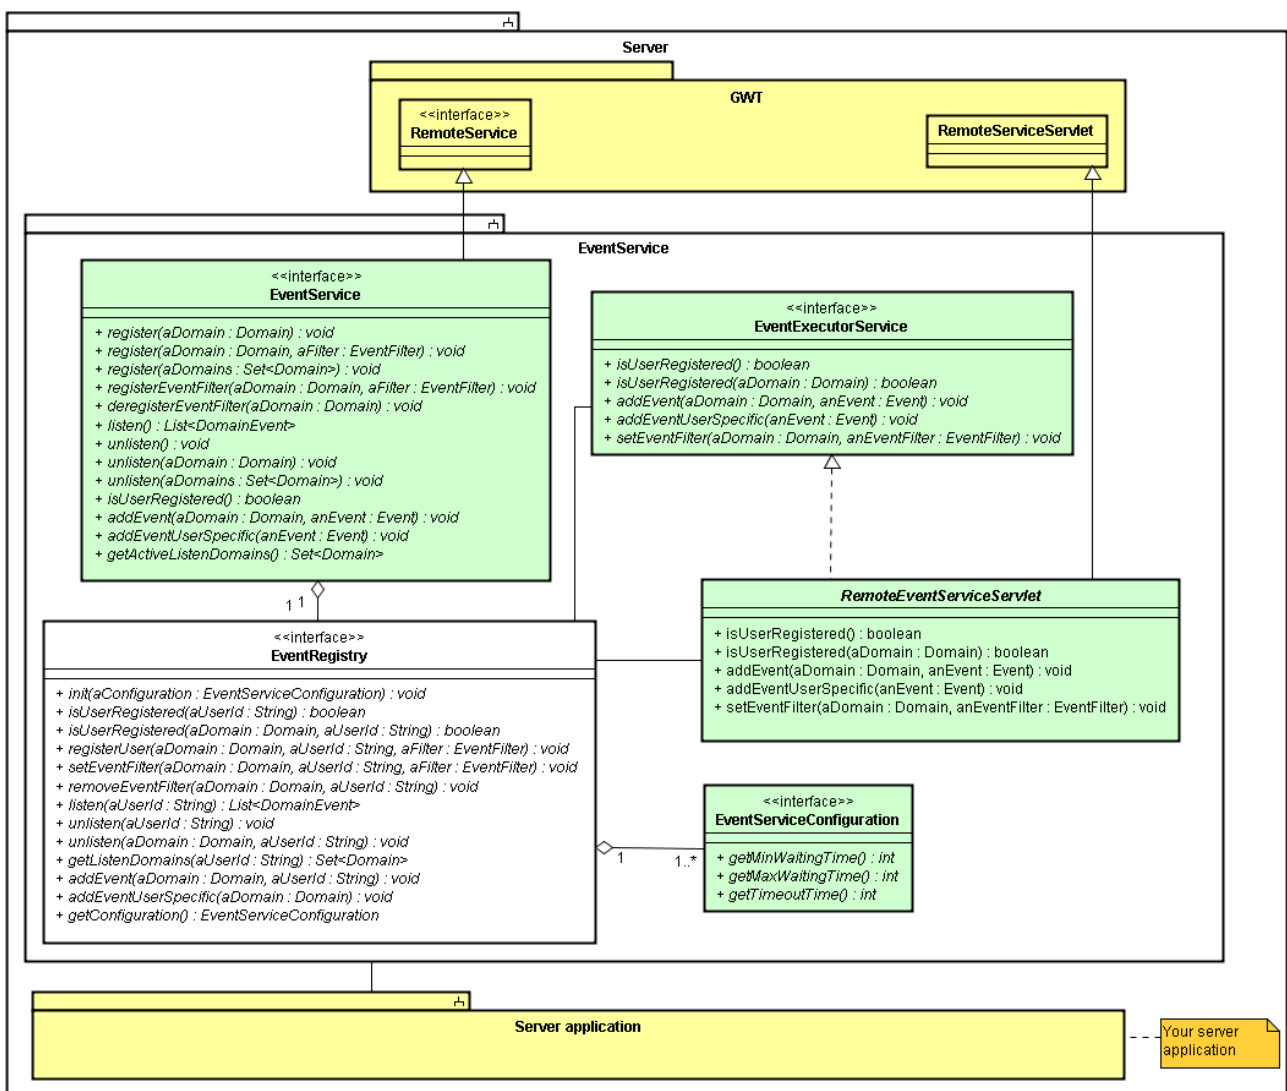 Server
GWT
<<interface>>
RemoteService
RemoteServiceServlet
EventService
<<interface>>
EventService
+ register(aDomain : Domain) : void
+ register(aDomain : Domain, aFilter : EventFilter) : void
+ register(aDomains : Set<Domain>) : void
+ registerEventFilter(aDomain : Domain, aFilter : EventFilter) : void
+ deregisterEventFilter(aDomain : Domain) : void
+ listen() : List<DomainEvent>
+ unlisten() : void
+ unlisten(aDomain : Domain) : void
+ unlisten(aDomains : Set<Domain>) : void
+ isUserRegistered() : boolean
+ addEvent(aDomain : Domain, anEvent : Event) : void
+ addEventUserSpecific(anEvent : Event) : void
+ getActiveListenDomains() : Set<Domain>
<<interface>>
EventExecutorService
+ isUserRegistered() : boolean
+ isUserRegistered(aDomain : Domain) : boolean
+ addEvent(aDomain : Domain, anEvent : Event) : void
+ addEventUserSpecific(anEvent : Event) : void
+ setEventFilter(aDomain : Domain, anEventFilter : EventFilter) : void
1 1
<<interface>>
EventRegistry
+ init(aConfiguration : EventServiceConfiguration) : void
+ isUserRegistered(aUserId : String) : boolean
+ isUserRegistered(aDomain : Domain, aUserId : String) : boolean
+ registerUser(aDomain : Domain, aUserId : String, aFilter : EventFilter) : void
+ setEventFilter(aDomain : Domain, aUserId : String, aFilter : EventFilter) : void
+ removeEventFilter(aDomain : Domain, aUserId : String) : void
+ listen(aUserId : String) : List<DomainEvent>
+ unlisten(aUserId : String) : void
+ unlisten(aDomain : Domain, aUserId : String) : void
+ getListenDomains(aUserId : String) : Set<Domain>
+ addEvent(aDomain : Domain, aUserId : String) : void
+ addEventUserSpecific(aDomain : Domain) : void
+ getConfiguration() : EventServiceConfiguration
RemoteEventServiceServlet
+ isUserRegistered() : boolean
+ isUserRegistered(aDomain : Domain) : boolean
+ addEvent(aDomain : Domain, anEvent : Event) : void
+ addEventUserSpecific(anEvent : Event) : void
+ setEventFilter(aDomain : Domain, anEventFilter : EventFilter) : void
1 1..*
<<interface>>
EventServiceConfiguration
+ getMinWaitingTime() : int
+ getMaxWaitingTime() : int
+ getTimeoutTime() : int
Server application
Your server
application